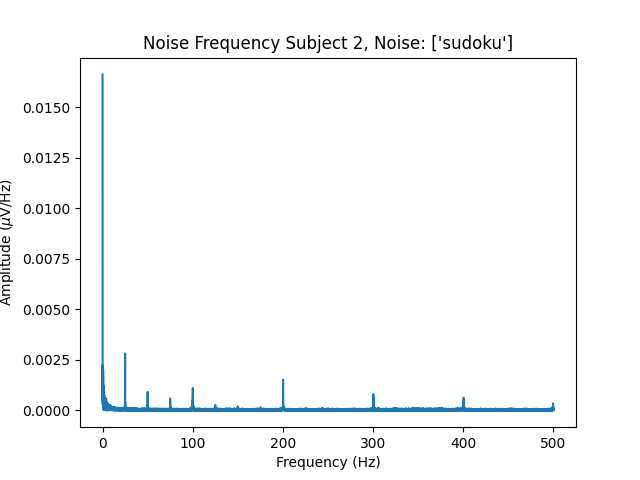 Noise Frequency Subject 2, Noise: ['sudoku']
Amplitude (μV/Hz)
0.0150
0.0125
0.0100
0.0075
0.0050
0.0025
0.0000
0 100 200 300 400 500
Frequency (Hz)